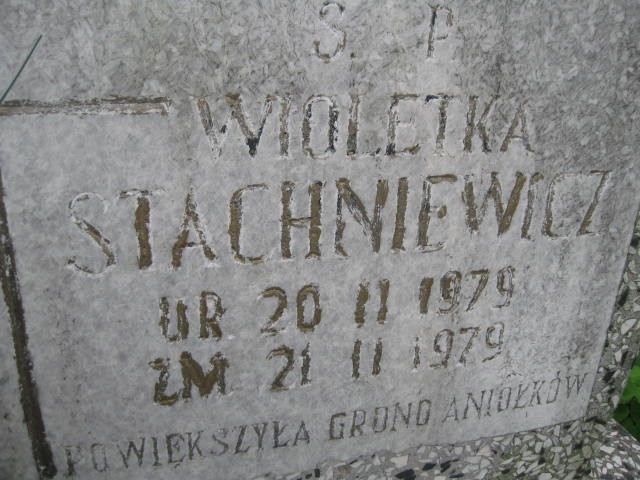 S. P.
WIOLETKA
STACHNIEWICZ
UR 20 II 1979
ZM 21 II 1979
POWIĘKSZYŁA GRONO ANIOŁKÓW